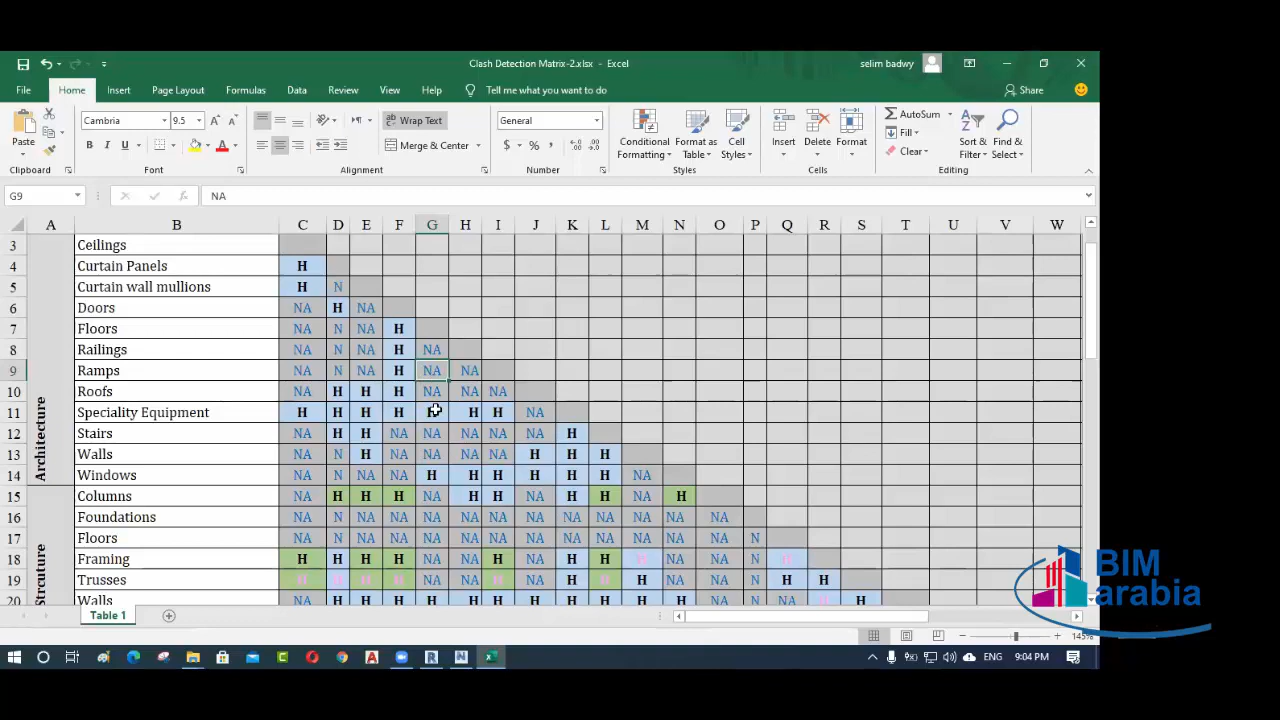 Clash Detection Matrix-2.xlsx - Excel
selim badwy
File Home Insert Page Layout Formulas Data Review View Help Tell me what you want to do Share
Paste
Clipboard
Cambria 9.5
B I U
Font
Wrap Text
Merge & Center
Alignment
General
$ % ,
Number
Conditional Formatting
Format as Table
Cell Styles
Styles
Insert Delete Format
Cells
AutoSum
Fill
Clear
Sort & Filter
Find & Select
Editing
G9 NA
A B C D E F G H I J K L M N O P Q R S T U V W
Architecture
3 Ceilings
4 Curtain Panels H
5 Curtain wall mullions H N
6 Doors NA H NA
7 Floors NA N NA H
8 Railings NA N NA H NA
9 Ramps NA N NA H NA NA
10 Roofs NA H H H NA NA NA
11 Speciality Equipment H H H H H H NA
12 Stairs NA H H NA NA NA NA NA H
13 Walls NA N H NA NA NA NA H H H
14 Windows NA N NA NA H H H H H H NA
Strcuture
15 Columns NA H H H NA H H NA H H NA H
16 Foundations NA N NA NA NA NA NA NA NA NA NA NA NA
17 Floors NA N NA NA NA NA NA NA NA NA NA NA NA N
18 Framing H H H H NA NA H NA H H H NA NA N H
19 Trusses H H H H NA NA H NA H H H NA NA N H H
20 Walls NA H H H H H H H H H H H NA N NA H H
Table 1
145%
ENG
9:04 PM
BIM
arabia